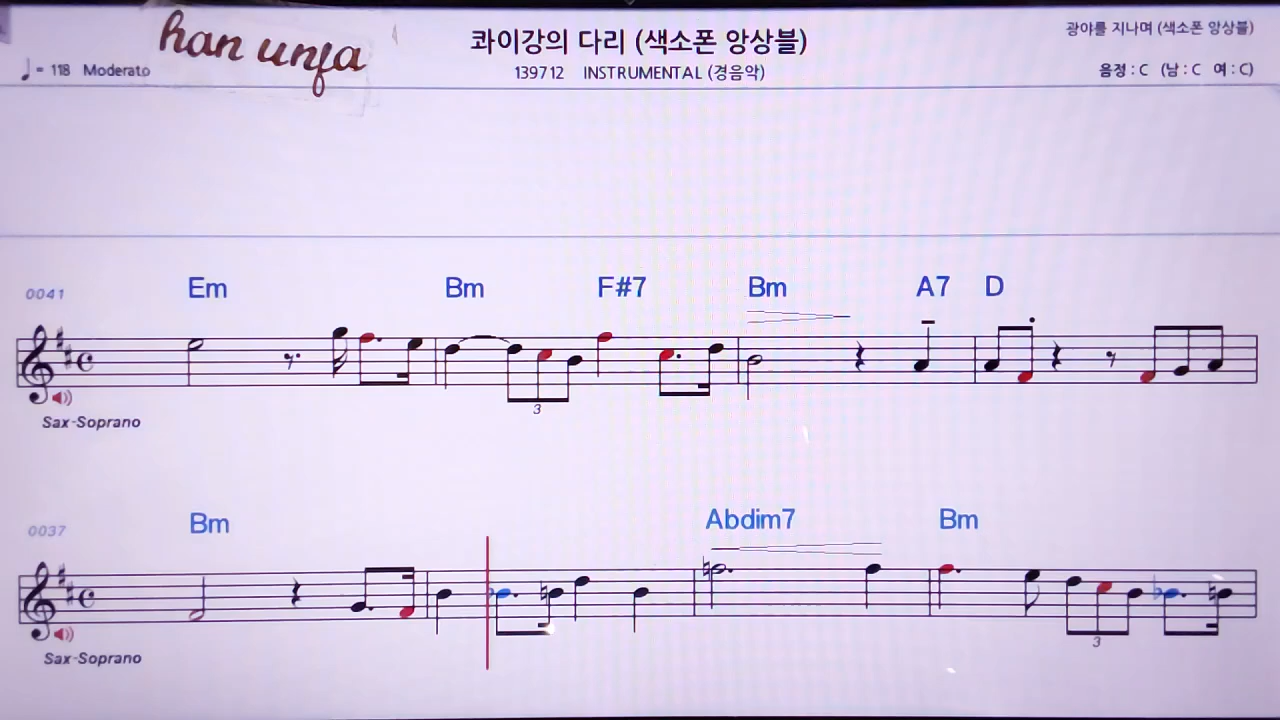 han unfa
콰이강의 다리 (색소폰 앙상블)
광야를 지나며 (색소폰 앙상블)
♩= 118 Moderato
139712 INSTRUMENTAL (경음악)
음정 : C (남 : C 여 : C)
0041 Em Bm F#7 Bm A7 D
3
Sax-Soprano
0037 Bm Abdim7 Bm
3
Sax-Soprano